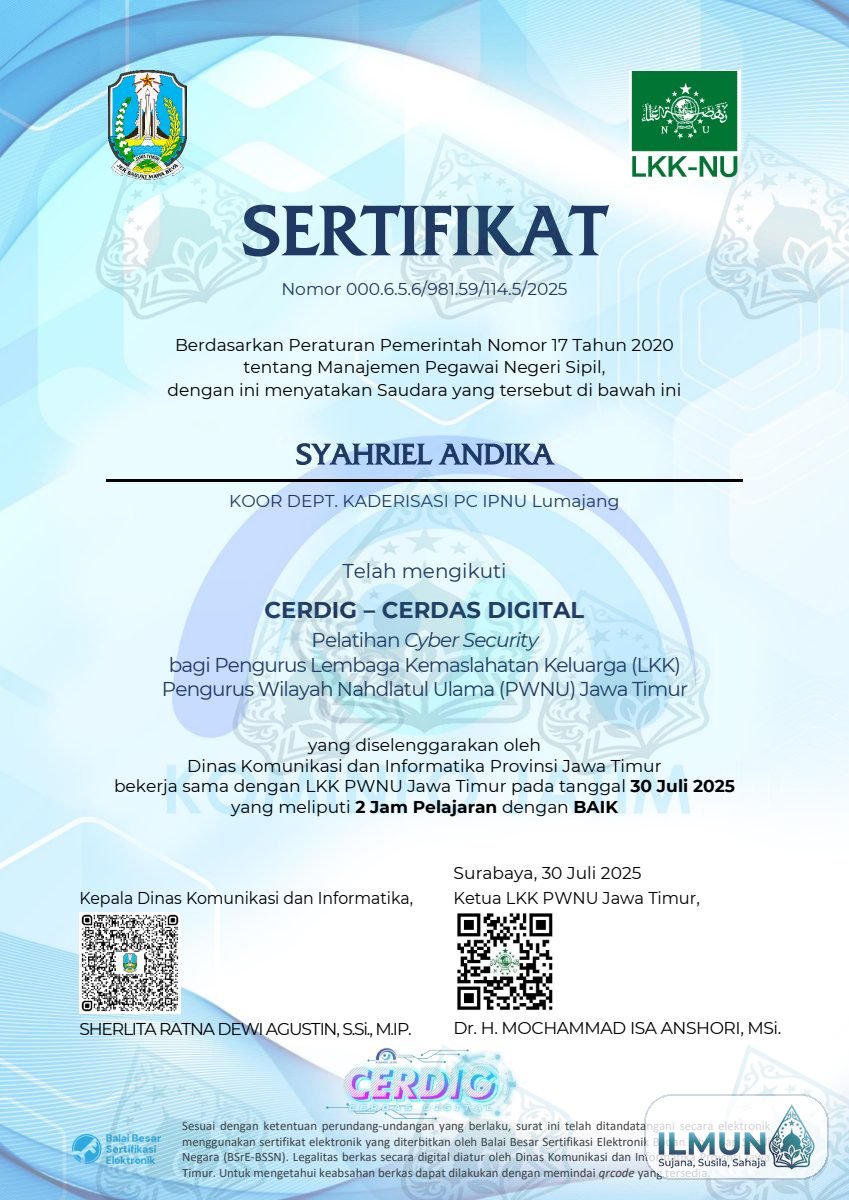 JAWA TIMUR
JER BASUKI MAWA BEYA
N U
LKK-NU
SERTIFIKAT
Nomor 000.6.5.6/981.59/114.5/2025
Berdasarkan Peraturan Pemerintah Nomor 17 Tahun 2020
tentang Manajemen Pegawai Negeri Sipil,
dengan ini menyatakan Saudara yang tersebut di bawah ini
SYAHRIEL ANDIKA
KOOR DEPT. KADERISASI PC IPNU Lumajang
Telah mengikuti
CERDIG – CERDAS DIGITAL
Pelatihan Cyber Security
bagi Pengurus Lembaga Kemaslahatan Keluarga (LKK)
Pengurus Wilayah Nahdlatul Ulama (PWNU) Jawa Timur
yang diselenggarakan oleh
Dinas Komunikasi dan Informatika Provinsi Jawa Timur
bekerja sama dengan LKK PWNU Jawa Timur pada tanggal 30 Juli 2025
yang meliputi 2 Jam Pelajaran dengan BAIK
Surabaya, 30 Juli 2025
Kepala Dinas Komunikasi dan Informatika,
Ketua LKK PWNU Jawa Timur,
SHERLITA RATNA DEWI AGUSTIN, S.Si., M.IP.
Dr. H. MOCHAMMAD ISA ANSHORI, MSi.
CERDIG
CERDAS DIGITAL
Balai Besar
Sertifikasi
Elektronik
Sesuai dengan ketentuan perundang-undangan yang berlaku, surat ini telah ditandatangani secara elektronik
menggunakan sertifikat elektronik yang diterbitkan oleh Balai Besar Sertifikasi Elektronik
Negara (BSrE-BSSN). Legalitas berkas secara digital diatur oleh Dinas Komunikasi dan
Timur. Untuk mengetahui keabsahan berkas dapat dilakukan dengan memindai qrcode yang tersedia.
ILMUN
Sujana, Susila, Sahaja